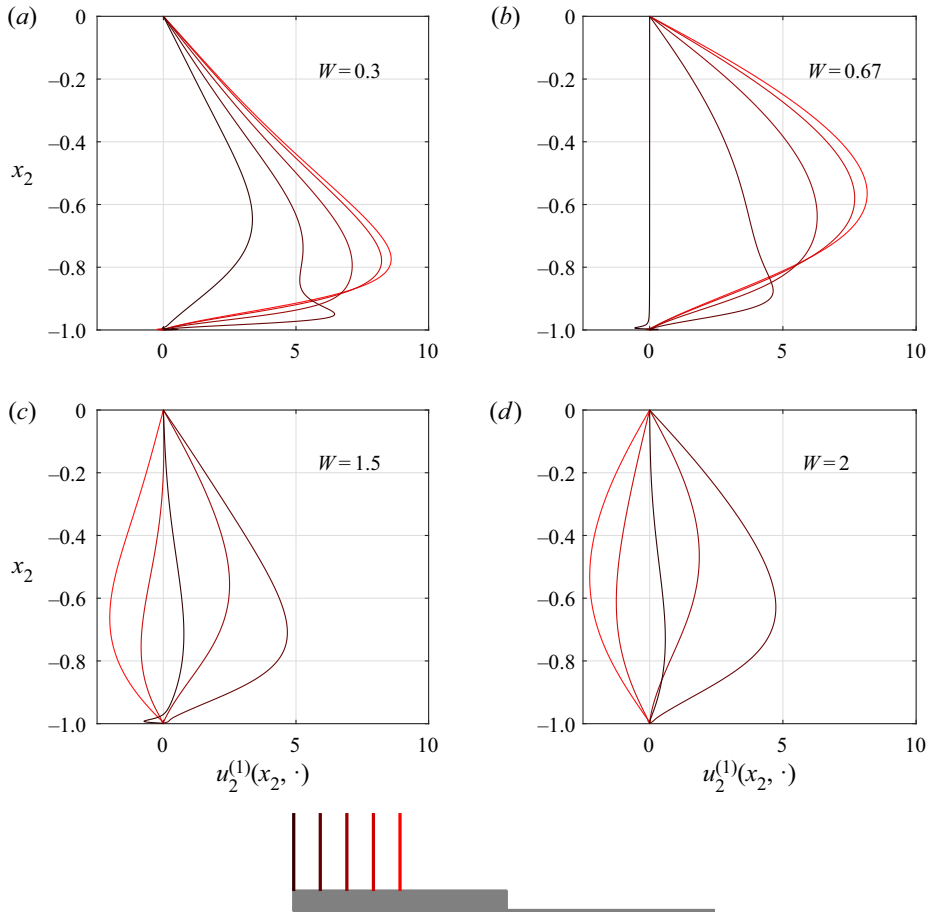 (a) (b)
0 0
–0.2 W = 0.3 –0.2 W = 0.67
–0.4 –0.4
x₂
–0.6 –0.6
–0.8 –0.8
–1.0 –1.0
0 5 10 0 5 10
(c) (d)
0 0
–0.2 W = 1.5 –0.2 W = 2
–0.4 –0.4
x₂
–0.6 –0.6
–0.8 –0.8
–1.0 –1.0
0 5 10 0 5 10
u₂⁽¹⁾(x₂, ·) u₂⁽¹⁾(x₂, ·)